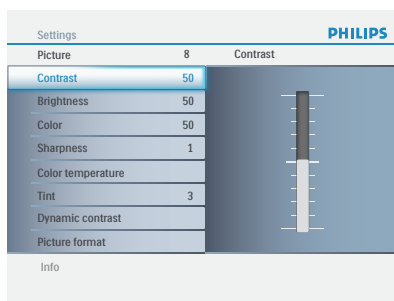 Settings PHILIPS
Picture 8 Contrast
Contrast 50
Brightness 50
Color 50
Sharpness 1
Color temperature
Tint 3
Dynamic contrast
Picture format
Info